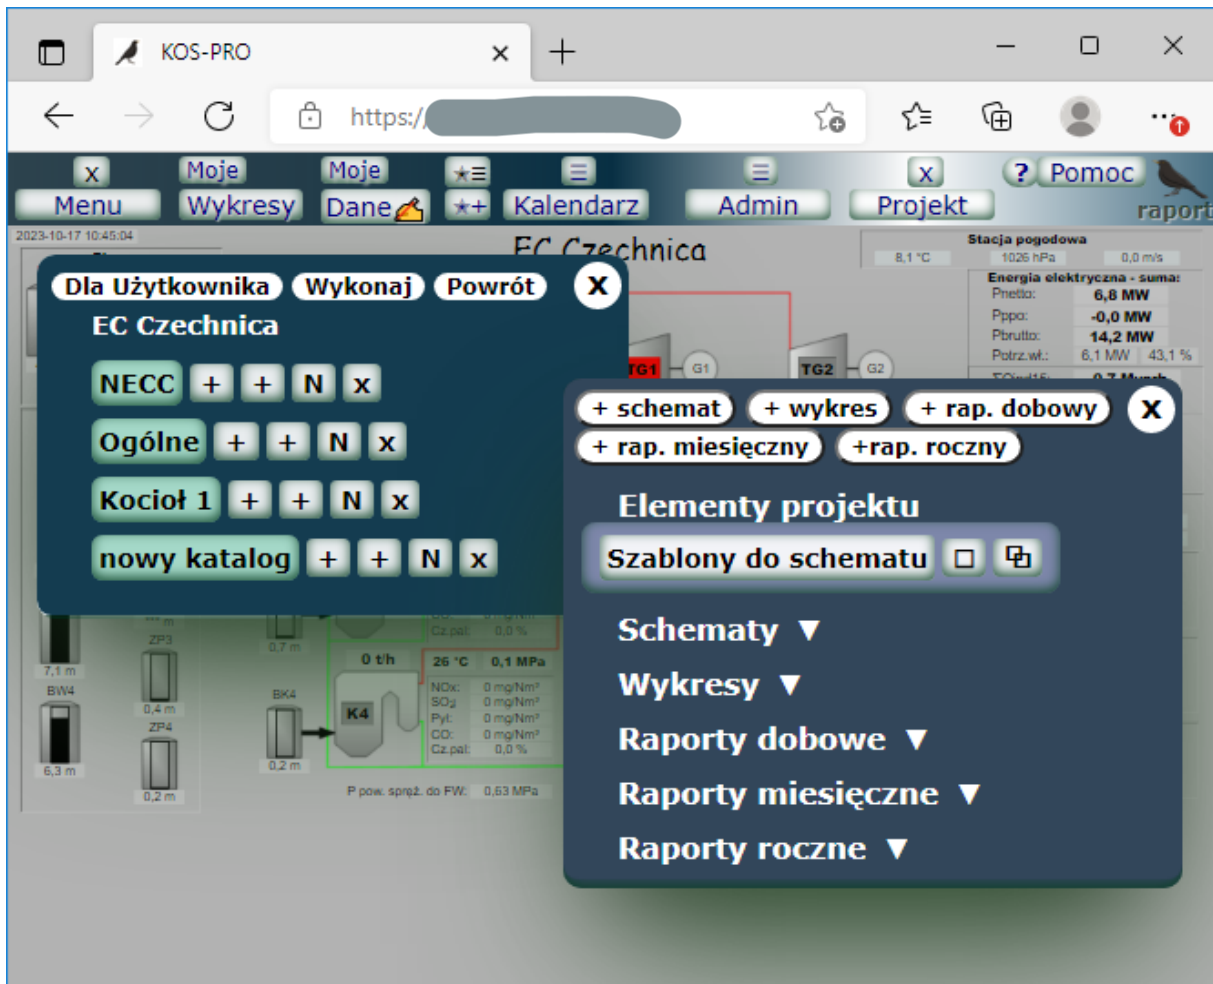 KOS-PRO
https:/
x Moje Moje ★≡ ☰ ☰ x ? Pomoc
Menu Wykresy Dane ★+ Kalendarz Admin Projekt raport
2023-10-17 10:45:04
EC Czechnica
Stacja pogodowa
8,1 °C 1026 hPa 0,0 m/s
Energia elektryczna - suma:
Pnetto: 6,8 MW
Pppo: -0,0 MW
Pbrutto: 14,2 MW
Potrz.wł.: 6,1 MW 43,1 %
Dla Użytkownika Wykonaj Powrót x
EC Czechnica
NECC + + N x
Ogólne + + N x
Kocioł 1 + + N x
nowy katalog + + N x
TG1 G1 TG2 G2
+ schemat + wykres + rap. dobowy x
+ rap. miesięczny +rap. roczny
Elementy projektu
Szablony do schematu
Schematy ▼
Wykresy ▼
Raporty dobowe ▼
Raporty miesięczne ▼
Raporty roczne ▼
7,1 m
ZP3
0,4 m
BW4
6,3 m
ZP4
0,2 m
0,7 m
BK4
0,2 m
Cz.pal: 0,0 %
0 t/h 26 °C 0,1 MPa
K4
NOx: 0 mg/Nm³
SO₂: 0 mg/Nm³
Pył: 0 mg/Nm³
CO: 0 mg/Nm³
Cz.pal: 0,0 %
P pow. spręż. do FW: 0,63 MPa